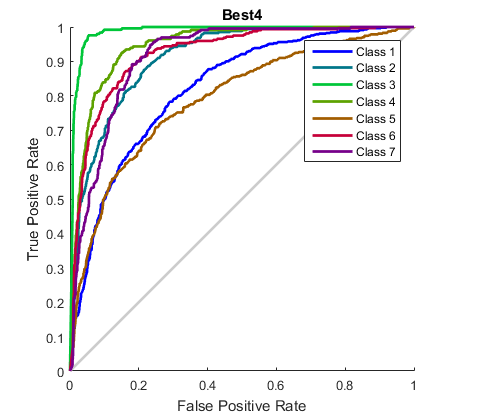 Best4
True Positive Rate
1
0.9
0.8
0.7
0.6
0.5
0.4
0.3
0.2
0.1
0
Class 1
Class 2
Class 3
Class 4
Class 5
Class 6
Class 7
0 0.2 0.4 0.6 0.8 1
False Positive Rate